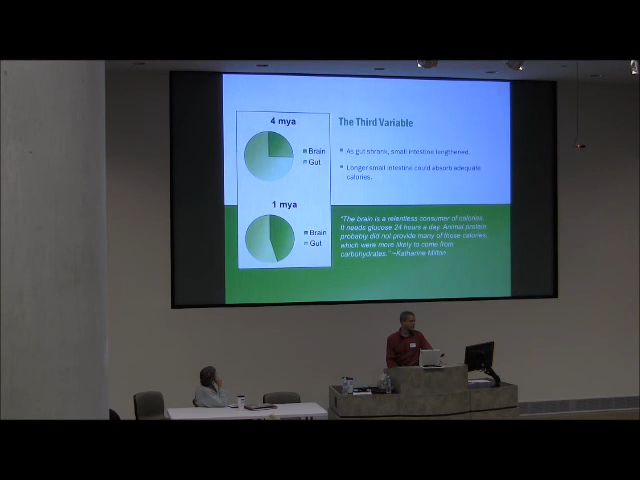 4 mya
Brain
Gut
1 mya
Brain
Gut
The Third Variable
As gut shrank, small intestine lengthened.
Longer small intestine could absorb adequate
calories.
"The brain is a relentless consumer of calories.
It needs glucose 24 hours a day. Animal protein
probably did not provide many of those calories,
which were more likely to come from
carbohydrates." ~Katharine Milton